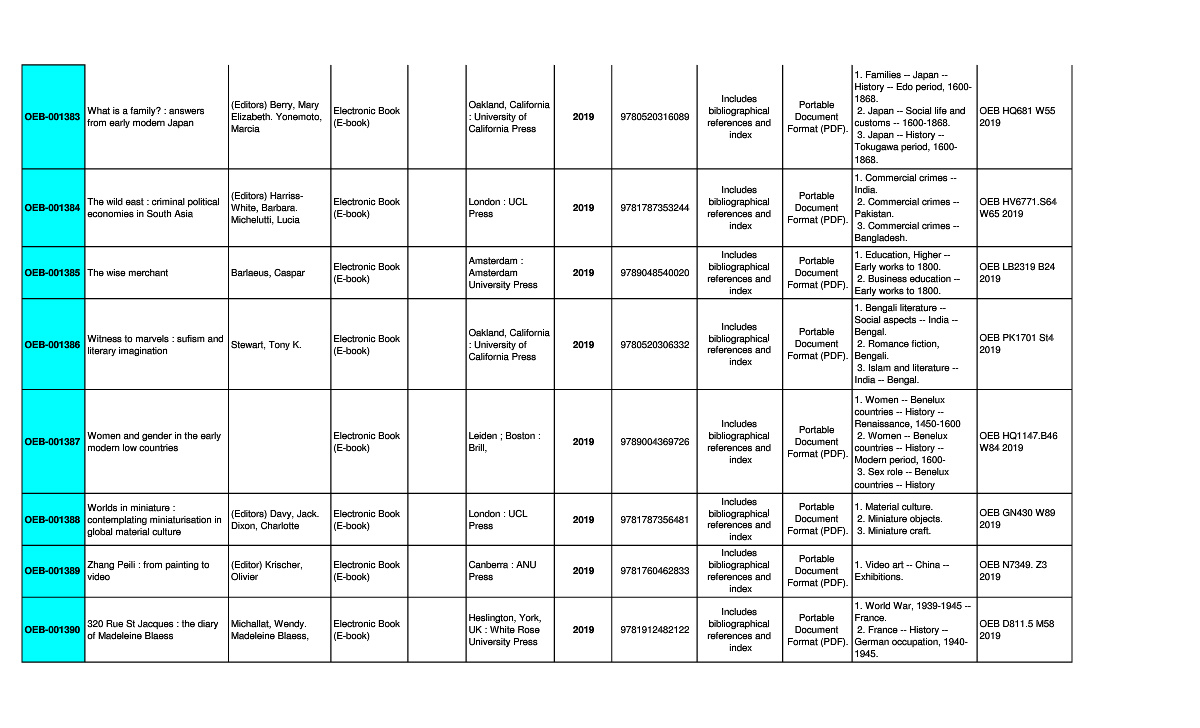 OEB-001383
What is a family? : answers
from early modern Japan
(Editors) Berry, Mary
Elizabeth. Yonemoto,
Marcia
Electronic Book
(E-book)
Oakland, California
: University of
California Press
2019
9780520316089
Includes
bibliographical
references and
index
Portable
Document
Format (PDF).
1. Families -- Japan --
History -- Edo period, 1600-
1868.
2. Japan -- Social life and
customs -- 1600-1868.
3. Japan -- History --
Tokugawa period, 1600-
1868.
OEB HQ681 W55
2019
OEB-001384
The wild east : criminal political
economies in South Asia
(Editors) Harriss-
White, Barbara.
Michelutti, Lucia
Electronic Book
(E-book)
London : UCL
Press
2019
9781787353244
Includes
bibliographical
references and
index
Portable
Document
Format (PDF).
1. Commercial crimes --
India.
2. Commercial crimes --
Pakistan.
3. Commercial crimes --
Bangladesh.
OEB HV6771.S64
W65 2019
OEB-001385
The wise merchant
Barlaeus, Caspar
Electronic Book
(E-book)
Amsterdam :
Amsterdam
University Press
2019
9789048540020
Includes
bibliographical
references and
index
Portable
Document
Format (PDF).
1. Education, Higher --
Early works to 1800.
2. Business education --
Early works to 1800.
OEB LB2319 B24
2019
OEB-001386
Witness to marvels : sufism and
literary imagination
Stewart, Tony K.
Electronic Book
(E-book)
Oakland, California
: University of
California Press
2019
9780520306332
Includes
bibliographical
references and
index
Portable
Document
Format (PDF).
1. Bengali literature --
Social aspects -- India --
Bengal.
2. Romance fiction,
Bengali.
3. Islam and literature --
India -- Bengal.
OEB PK1701 St4
2019
OEB-001387
Women and gender in the early
modern low countries
Electronic Book
(E-book)
Leiden ; Boston :
Brill,
2019
9789004369726
Includes
bibliographical
references and
index
Portable
Document
Format (PDF).
1. Women -- Benelux
countries -- History --
Renaissance, 1450-1600
2. Women -- Benelux
countries -- History --
Modern period, 1600-
3. Sex role -- Benelux
countries -- History
OEB HQ1147.B46
W84 2019
OEB-001388
Worlds in miniature :
contemplating miniaturisation in
global material culture
(Editors) Davy, Jack.
Dixon, Charlotte
Electronic Book
(E-book)
London : UCL
Press
2019
9781787356481
Includes
bibliographical
references and
index
Portable
Document
Format (PDF).
1. Material culture.
2. Miniature objects.
3. Miniature craft.
OEB GN430 W89
2019
OEB-001389
Zhang Peili : from painting to
video
(Editor) Krischer,
Olivier
Electronic Book
(E-book)
Canberra : ANU
Press
2019
9781760462833
Includes
bibliographical
references and
index
Portable
Document
Format (PDF).
1. Video art -- China --
Exhibitions.
OEB N7349. Z3
2019
OEB-001390
320 Rue St Jacques : the diary
of Madeleine Blaess
Michallat, Wendy.
Madeleine Blaess,
Electronic Book
(E-book)
Heslington, York,
UK : White Rose
University Press
2019
9781912482122
Includes
bibliographical
references and
index
Portable
Document
Format (PDF).
1. World War, 1939-1945 --
France.
2. France -- History --
German occupation, 1940-
1945.
OEB D811.5 M58
2019